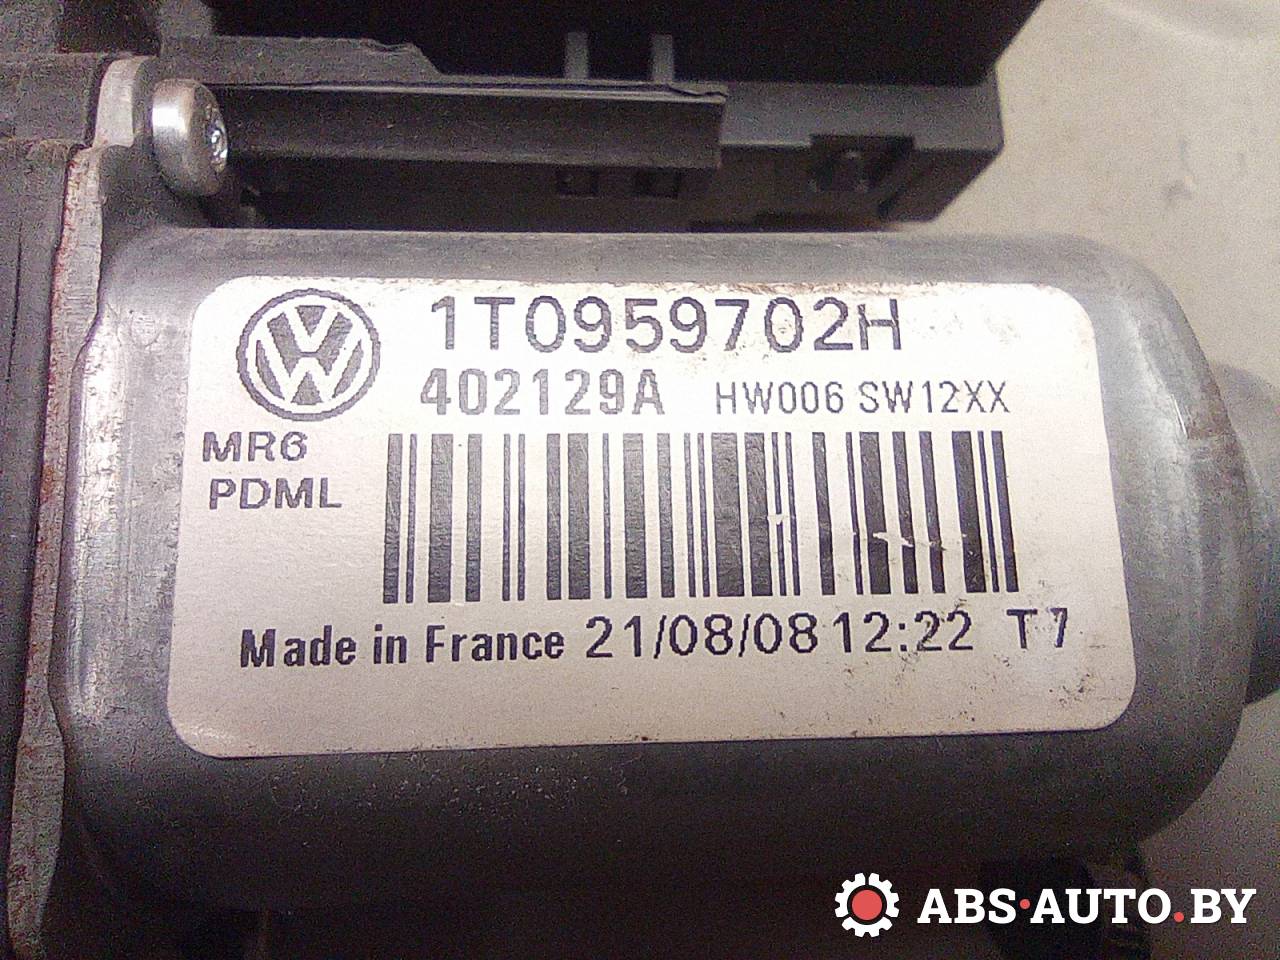 1T0959702H
402129A HW006 SW12XX
MR6
PDML
Made in France 21/08/08 12:22 T7
ABS·AUTO.BY